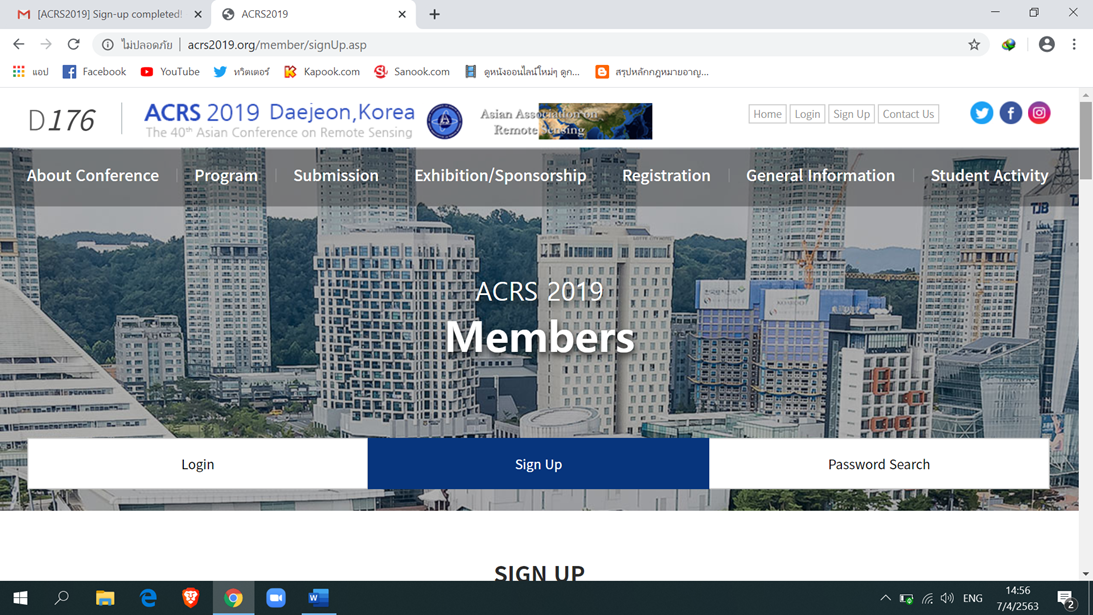 [ACRS2019] Sign-up completed!
ACRS2019
ไม่ปลอดภัย
acrs2019.org/member/signUp.asp
แอป
Facebook
YouTube
ทวิตเตอร์
Kapook.com
Sanook.com
ดูหนังออนไลน์ใหม่ๆ ดูก...
สรุปหลักกฎหมายอาญ...
D176
ACRS 2019 Daejeon,Korea
The 40th Asian Conference on Remote Sensing
Asian Association on
Remote Sensing
Home
Login
Sign Up
Contact Us
About Conference
Program
Submission
Exhibition/Sponsorship
Registration
General Information
Student Activity
TJB
ACRS 2019
Members
Login
Sign Up
Password Search
SIGN UP
ENG
14:56
7/4/2563
2